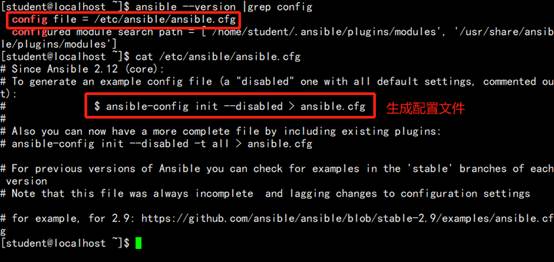 [student@localhost ~]$ ansible --version |grep config
  config file = /etc/ansible/ansible.cfg
  configured module search path = ['/home/student/.ansible/plugins/modules', '/usr/share/ansib
le/plugins/modules']
[student@localhost ~]$ cat /etc/ansible/ansible.cfg
# Since Ansible 2.12 (core):
# To generate an example config file (a "disabled" one with all default settings, commented ou
t):
#               $ ansible-config init --disabled > ansible.cfg 生成配置文件
#
# Also you can now have a more complete file by including existing plugins:
# ansible-config init --disabled -t all > ansible.cfg

# For previous versions of Ansible you can check for examples in the 'stable' branches of each
 version
# Note that this file was always incomplete  and lagging changes to configuration settings

# for example, for 2.9: https://github.com/ansible/ansible/blob/stable-2.9/examples/ansible.cf
g
[student@localhost ~]$